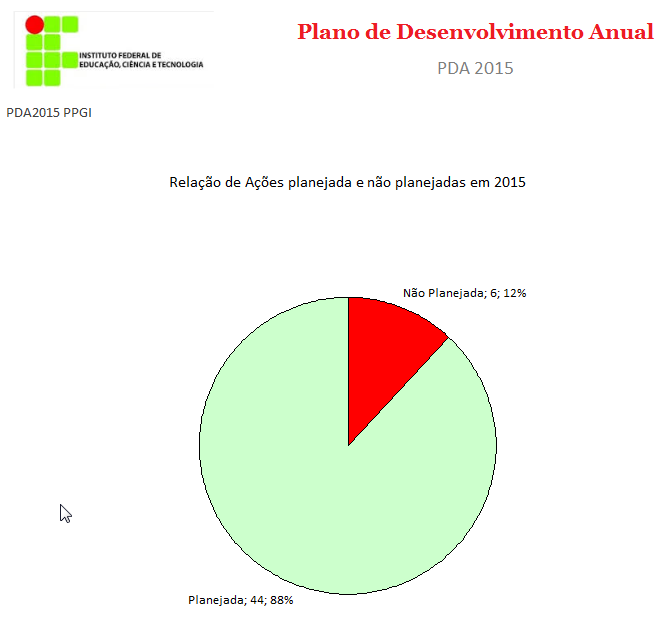 INSTITUTO FEDERAL DE
EDUCAÇÃO, CIÊNCIA E TECNOLOGIA
Plano de Desenvolvimento Anual
PDA 2015
PDA2015 PPGI
Relação de Ações planejada e não planejadas em 2015
Não Planejada; 6; 12%
Planejada; 44; 88%